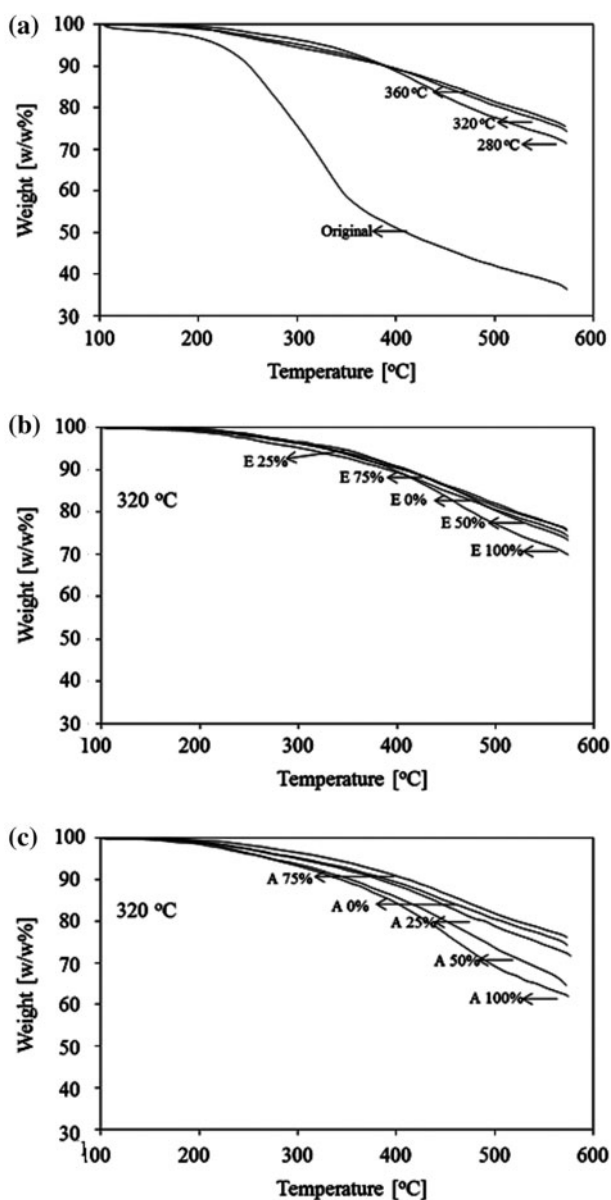 (a)
100
90
80
70
60
50
40
30
Weight [w/w%]
360 ºC
320 ºC
280 ºC
Original
100 200 300 400 500 600
Temperature [ºC]
(b)
100
90
80
70
60
50
40
30
Weight [w/w%]
E 25%
E 75%
E 0%
E 50%
E 100%
320 ºC
100 200 300 400 500 600
Temperature [ºC]
(c)
100
90
80
70
60
50
40
30
Weight [w/w%]
A 75%
320 ºC
A 0%
A 25%
A 50%
A 100%
100 200 300 400 500 600
Temperature [ºC]